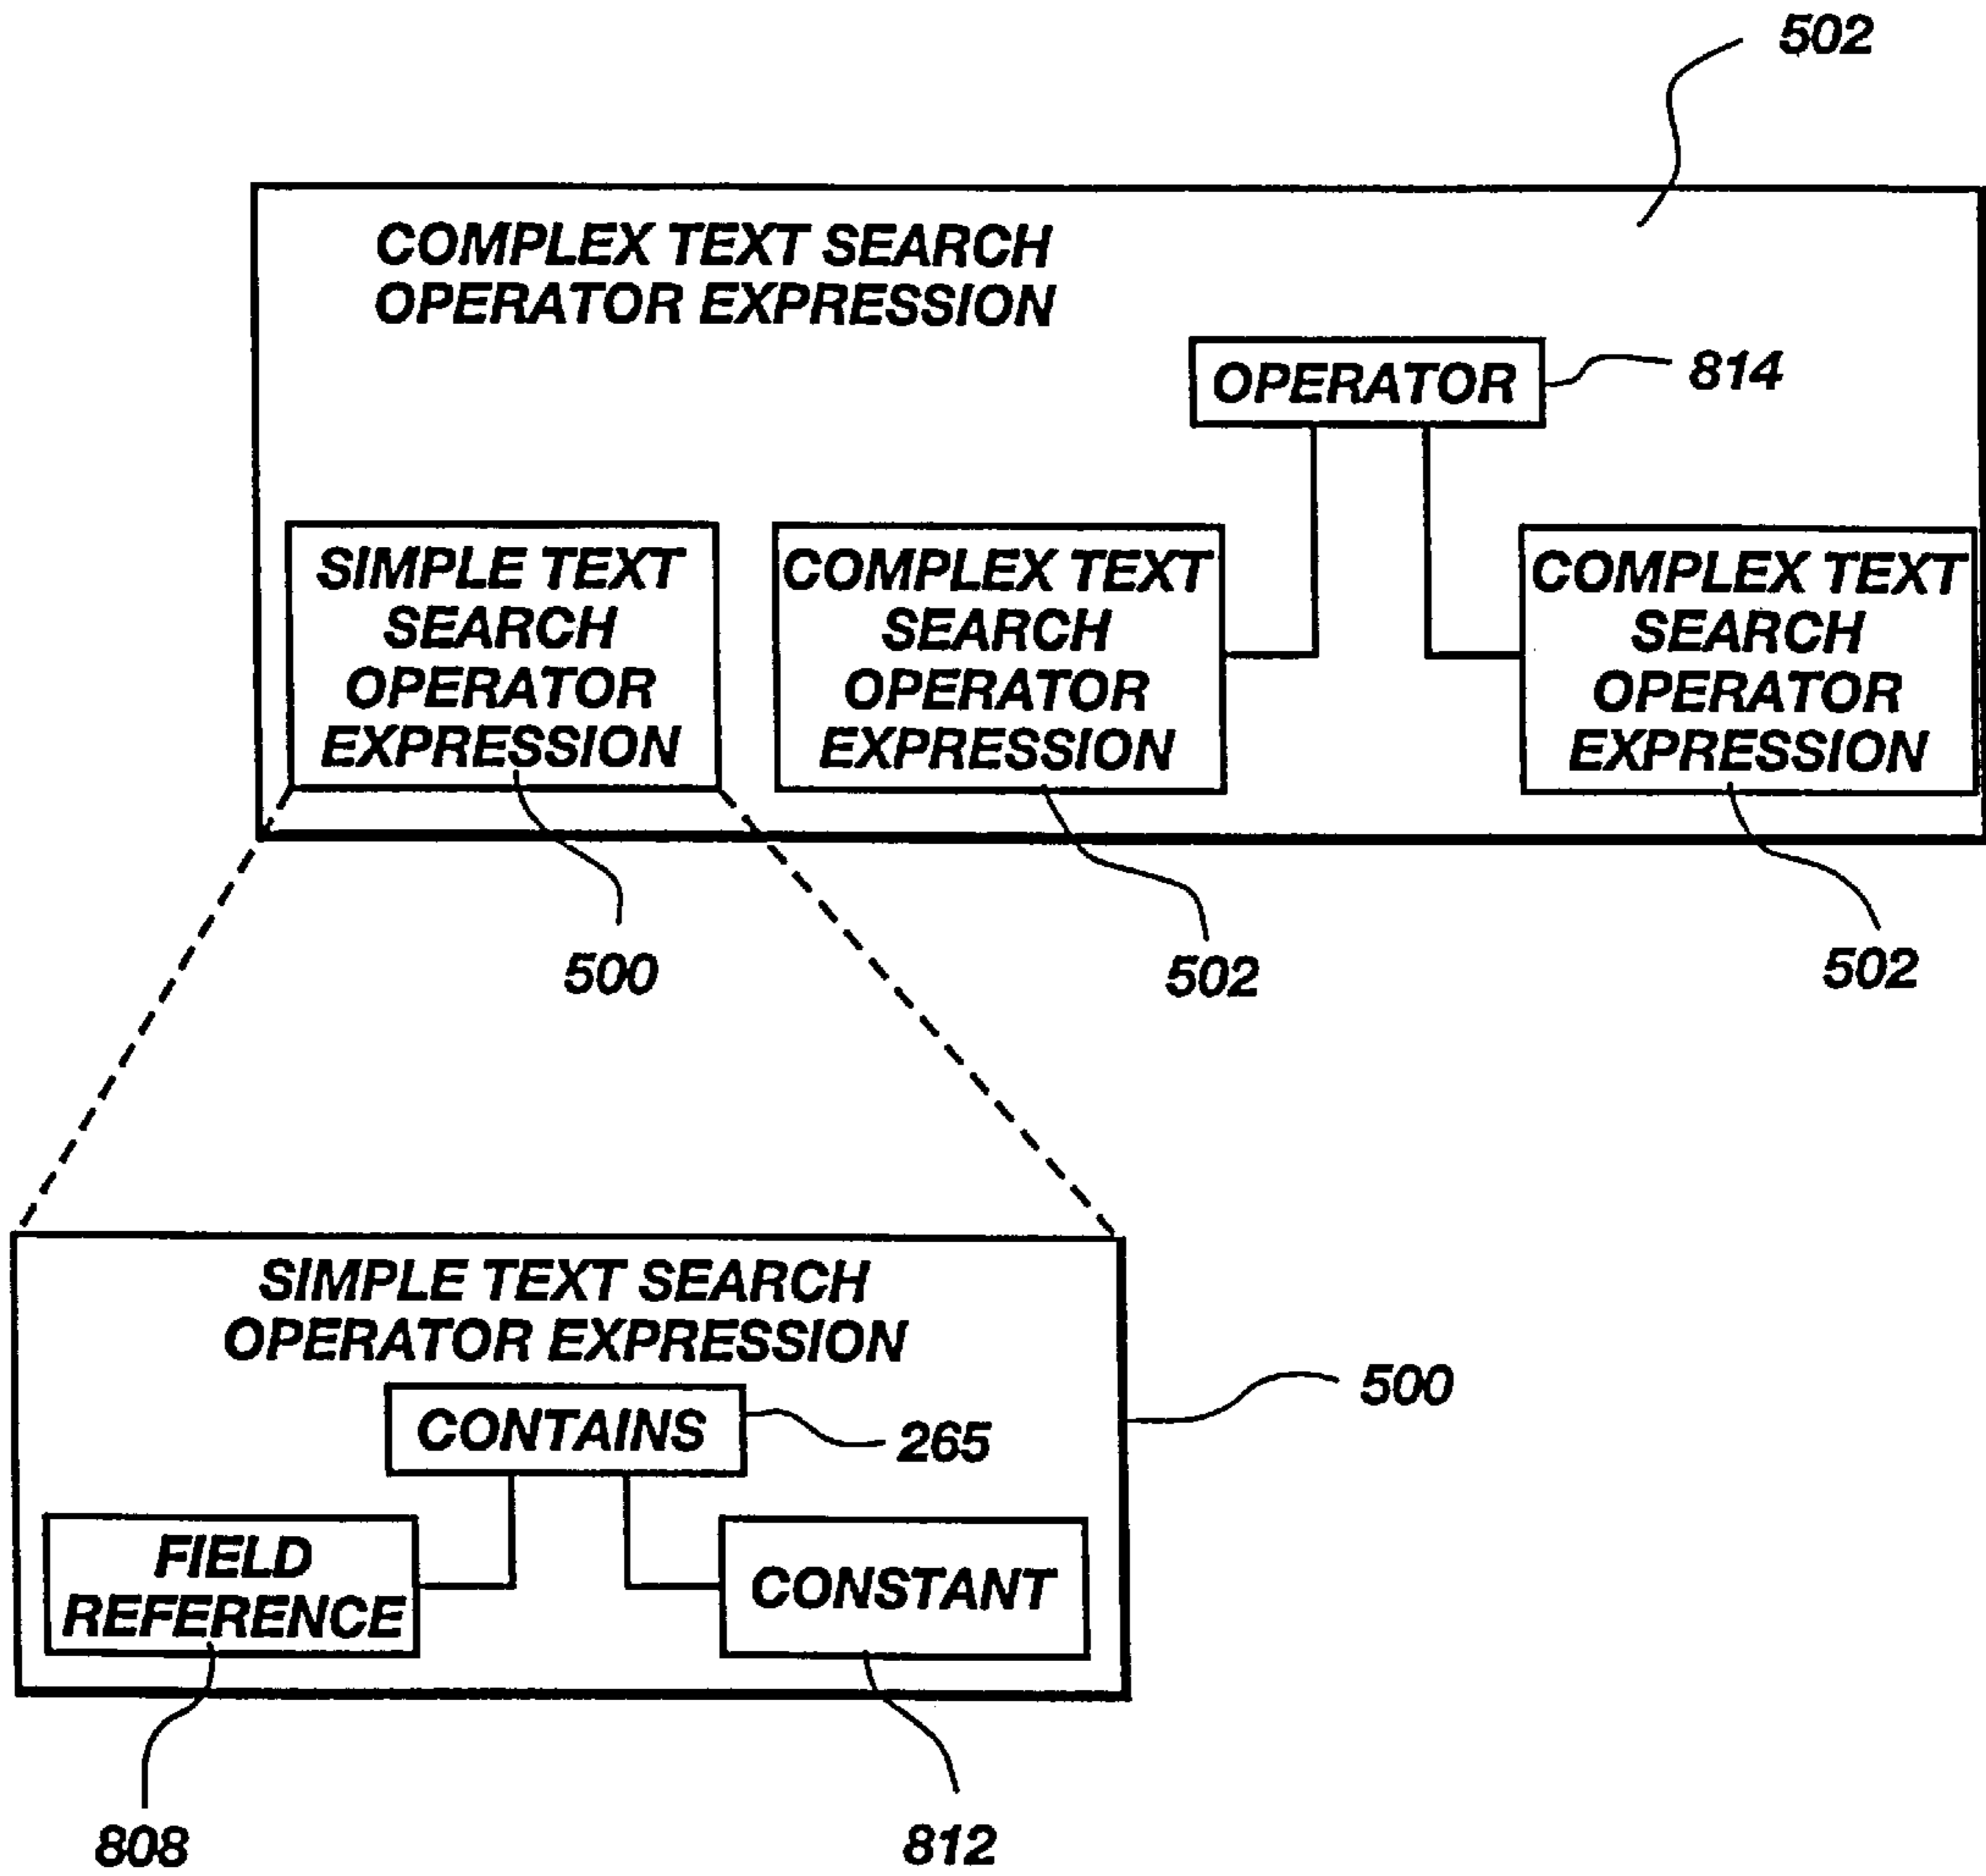 502
COMPLEX TEXT SEARCH
OPERATOR EXPRESSION
OPERATOR
814
SIMPLE TEXT
SEARCH
OPERATOR
EXPRESSION
COMPLEX TEXT
SEARCH
OPERATOR
EXPRESSION
COMPLEX TEXT
SEARCH
OPERATOR
EXPRESSION
500
502
502
SIMPLE TEXT SEARCH
OPERATOR EXPRESSION
500
CONTAINS
265
FIELD
REFERENCE
CONSTANT
808
812